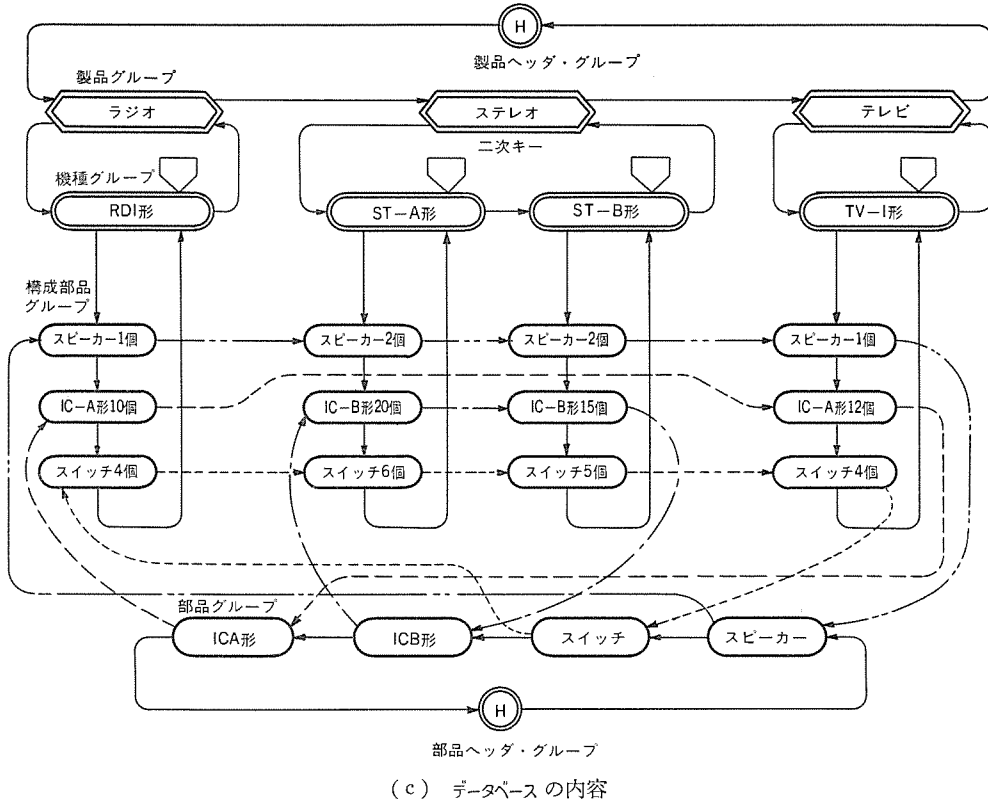 H
製品ヘッダ・グループ
製品グループ
ラジオ
ステレオ
テレビ
二次キー
機種グループ
RDI形
ST-A形
ST-B形
TV-I形
構成部品
グループ
スピーカー1個
スピーカー2個
スピーカー2個
スピーカー1個
IC-A形10個
IC-B形20個
IC-B形15個
IC-A形12個
スイッチ4個
スイッチ6個
スイッチ5個
スイッチ4個
部品グループ
ICA形
ICB形
スイッチ
スピーカー
H
部品ヘッダ・グループ
(c) データベースの内容